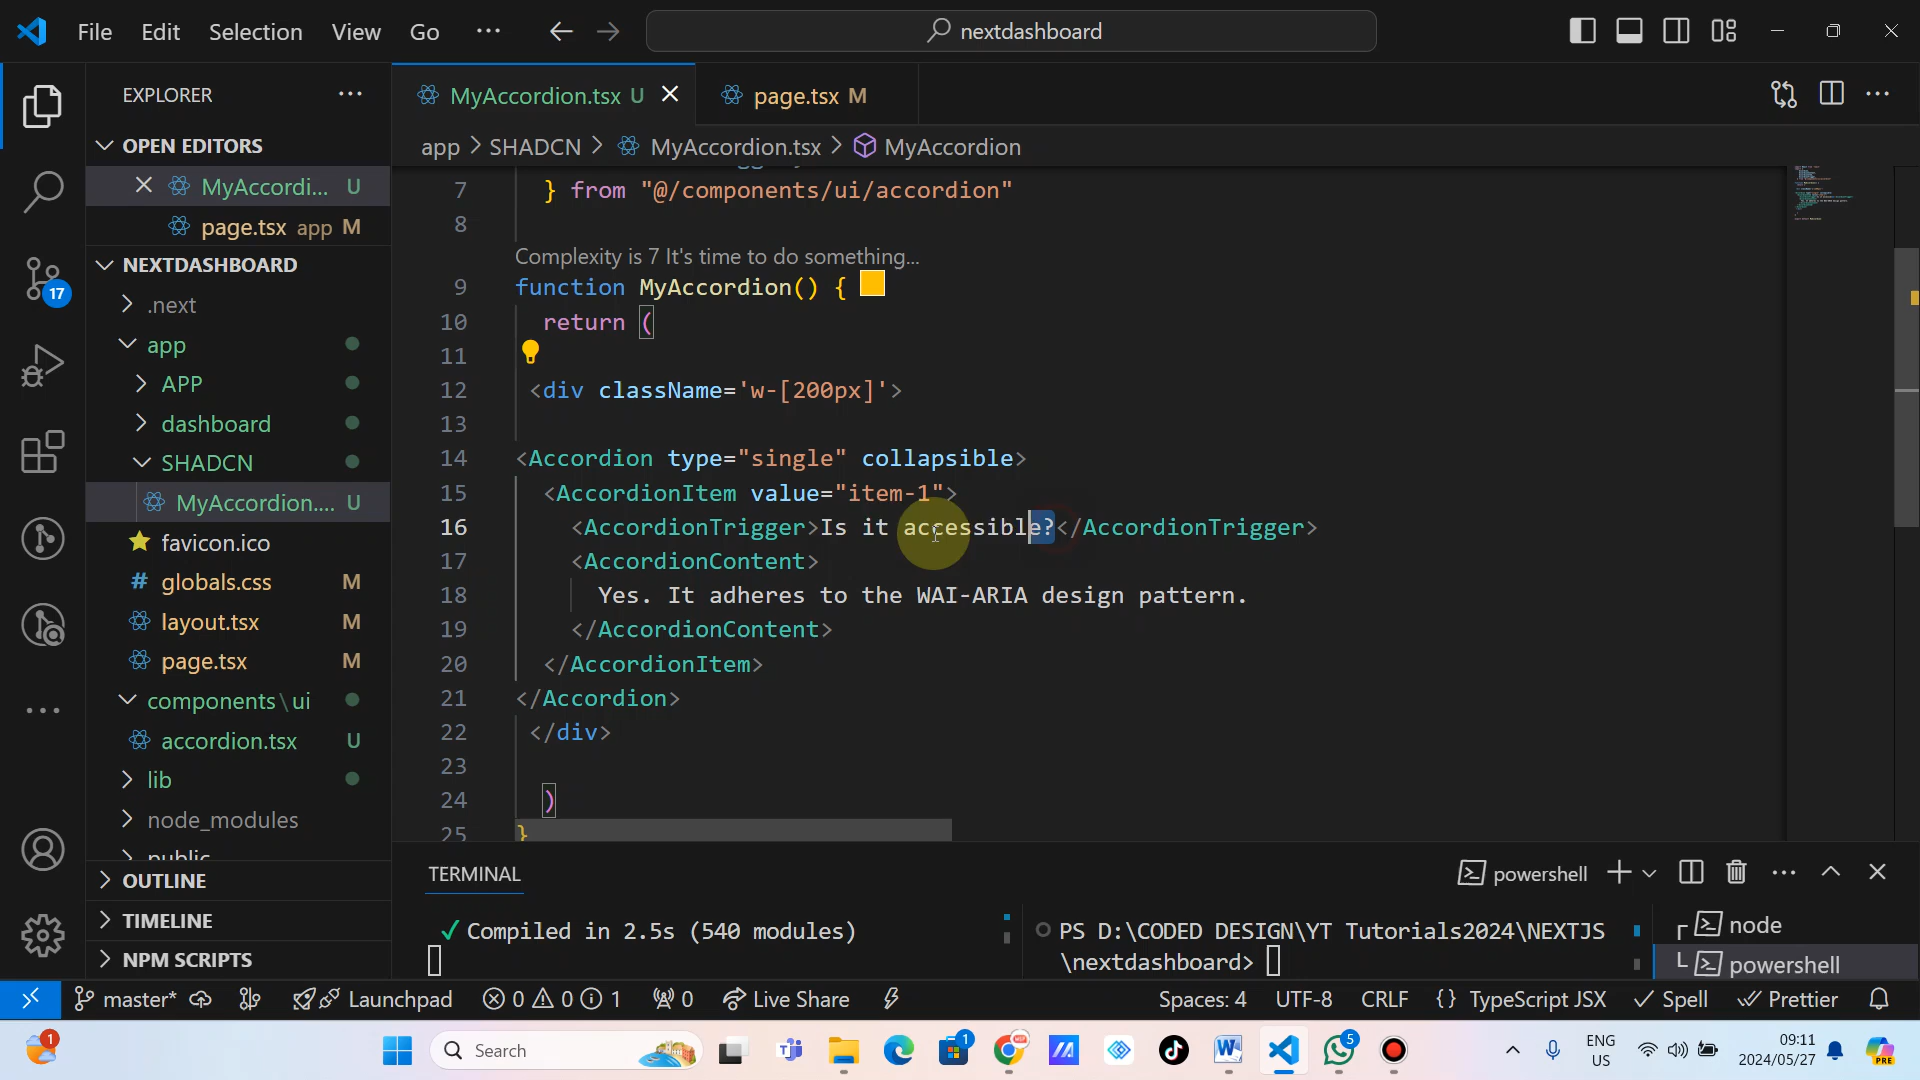 File Edit Selection View Go ... nextdashboard
EXPLORER ...
OPEN EDITORS
MyAccordi... U
page.tsx app M
NEXTDASHBOARD
.next
app
APP
dashboard
SHADCN
MyAccordion.... U
favicon.ico
globals.css M
layout.tsx M
page.tsx M
components\ui
accordion.tsx U
lib
node_modules
public
OUTLINE
TIMELINE
NPM SCRIPTS
17
MyAccordion.tsx U page.tsx M
app > SHADCN > MyAccordion.tsx > MyAccordion
7 } from "@/components/ui/accordion"
8
Complexity is 7 It's time to do something...
9 function MyAccordion() {
10 return (
11
12 <div className='w-[200px]'>
13
14 <Accordion type="single" collapsible>
15 <AccordionItem value="item-1">
16 <AccordionTrigger>Is it accessible?</AccordionTrigger>
17 <AccordionContent>
18 Yes. It adheres to the WAI-ARIA design pattern.
19 </AccordionContent>
20 </AccordionItem>
21 </Accordion>
22 </div>
23
24 )
25 }
TERMINAL powershell
✓ Compiled in 2.5s (540 modules)
PS D:\CODED DESIGN\YT Tutorials2024\NEXTJS
\nextdashboard>
node
powershell
master* Launchpad 0 0 1 0 Live Share Spaces: 4 UTF-8 CRLF {} TypeScript JSX Spell Prettier
1 Search 1 5 ENG
US
09:11
2024/05/27
PRE